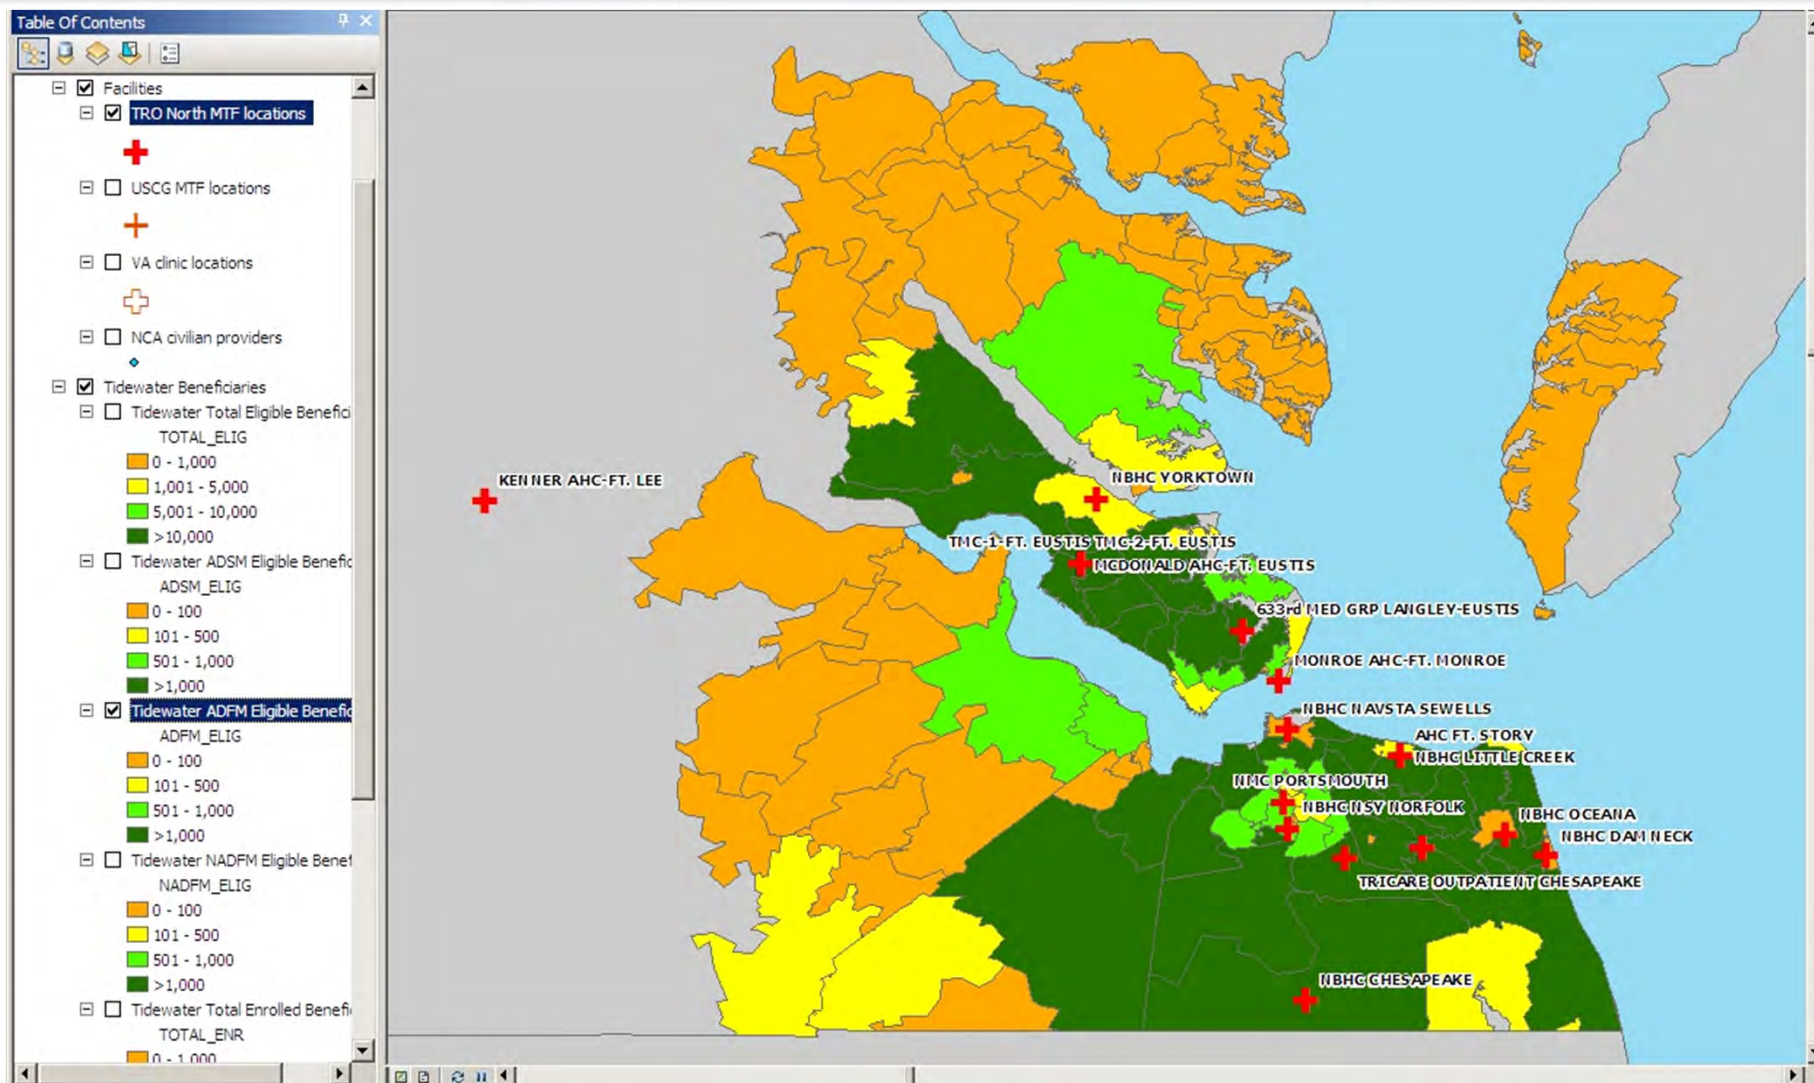 Table Of Contents
Facilities
TRO North MTF locations
USCG MTF locations
VA clinic locations
NCA civilian providers
Tidewater Beneficiaries
Tidewater Total Eligible Benefici
TOTAL_ELIG
0 - 1,000
1,001 - 5,000
5,001 - 10,000
>10,000
Tidewater ADSM Eligible Benefic
ADSM_ELIG
0 - 100
101 - 500
501 - 1,000
>1,000
Tidewater ADFM Eligible Benefic
ADFM_ELIG
0 - 100
101 - 500
501 - 1,000
>1,000
Tidewater NADFM Eligible Benef
NADFM_ELIG
0 - 100
101 - 500
501 - 1,000
>1,000
Tidewater Total Enrolled Benefi
TOTAL_ENR
0 - 1,000
KENNER AHC-FT. LEE
NBHC YORKTOWN
TMC-1-FT. EUSTIS TMC-2-FT. EUSTIS
MCDONALD AHC-FT. EUSTIS
633rd MED GRP LANGLEY-EUSTIS
MONROE AHC-FT. MONROE
NBHC NAVSTA SEWELLS
AHC FT. STORY
NBHC LITTLE CREEK
NMC PORTSMOUTH
NBHC NSY NORFOLK
NBHC OCEANA
NBHC DAM NECK
TRICARE OUTPATIENT CHESAPEAKE
NBHC CHESAPEAKE